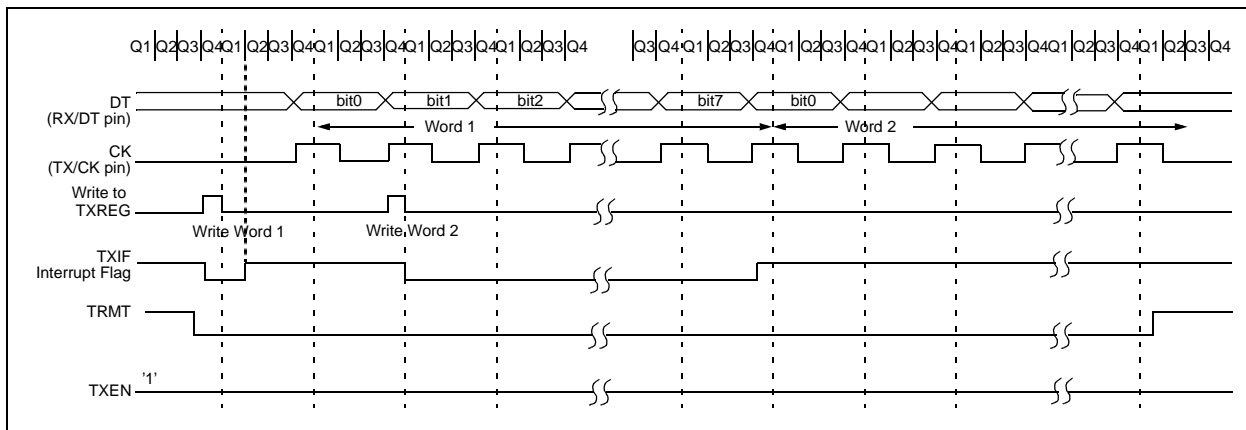 Q1 Q2 Q3 Q4 Q1 Q2 Q3 Q4 Q1 Q2 Q3 Q4 Q1 Q2 Q3 Q4 Q1 Q2 Q3 Q4 Q3 Q4 Q1 Q2 Q3 Q4 Q1 Q2 Q3 Q4 Q1 Q2 Q3 Q4 Q1 Q2 Q3 Q4 Q1 Q2 Q3 Q4 Q1 Q2 Q3 Q4
DT
(RX/DT pin)
bit0 bit1 bit2 bit7 bit0
Word 1 Word 2
CK
(TX/CK pin)
Write to
TXREG
Write Word 1 Write Word 2
TXIF
Interrupt Flag
TRMT
TXEN '1'